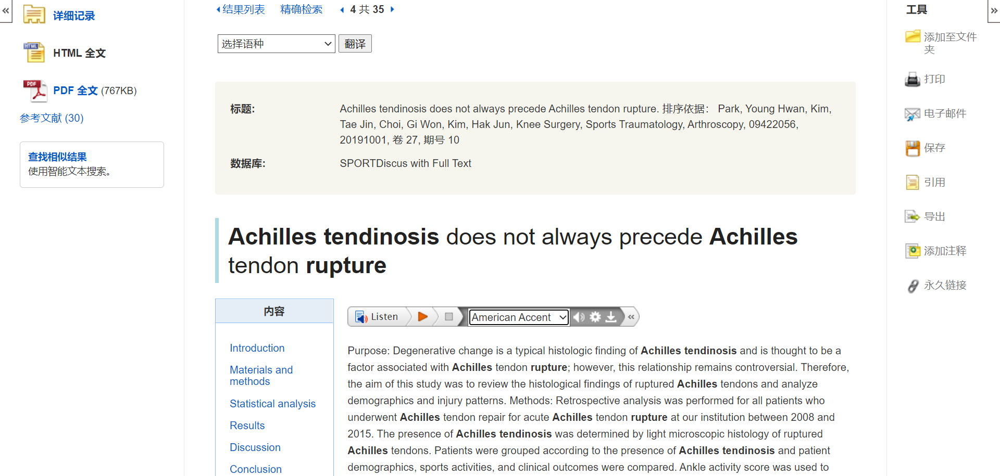 «
详细记录
HTML
HTML 全文
PDF
PDF 全文 (767KB)
参考文献 (30)
查找相似结果
使用智能文本搜索。
结果列表 精确检索 4 共 35
选择语种 翻译
标题: Achilles tendinosis does not always precede Achilles tendon rupture. 排序依据： Park, Young Hwan, Kim,
Tae Jin, Choi, Gi Won, Kim, Hak Jun, Knee Surgery, Sports Traumatology, Arthroscopy, 09422056,
20191001, 卷 27, 期号 10
数据库: SPORTDiscus with Full Text
Achilles tendinosis does not always precede Achilles
tendon rupture
内容
Introduction
Materials and
methods
Statistical analysis
Results
Discussion
Conclusion
Listen American Accent «
Purpose: Degenerative change is a typical histologic finding of Achilles tendinosis and is thought to be a
factor associated with Achilles tendon rupture; however, this relationship remains controversial. Therefore,
the aim of this study was to review the histological findings of ruptured Achilles tendons and analyze
demographics and injury patterns. Methods: Retrospective analysis was performed for all patients who
underwent Achilles tendon repair for acute Achilles tendon rupture at our institution between 2008 and
2015. The presence of Achilles tendinosis was determined by light microscopic histology of ruptured
Achilles tendons. Patients were grouped according to the presence of Achilles tendinosis and patient
demographics, sports activities, and clinical outcomes were compared. Ankle activity score was used to
工具
»
添加至文件
夹
打印
电子邮件
保存
引用
导出
添加注释
永久链接